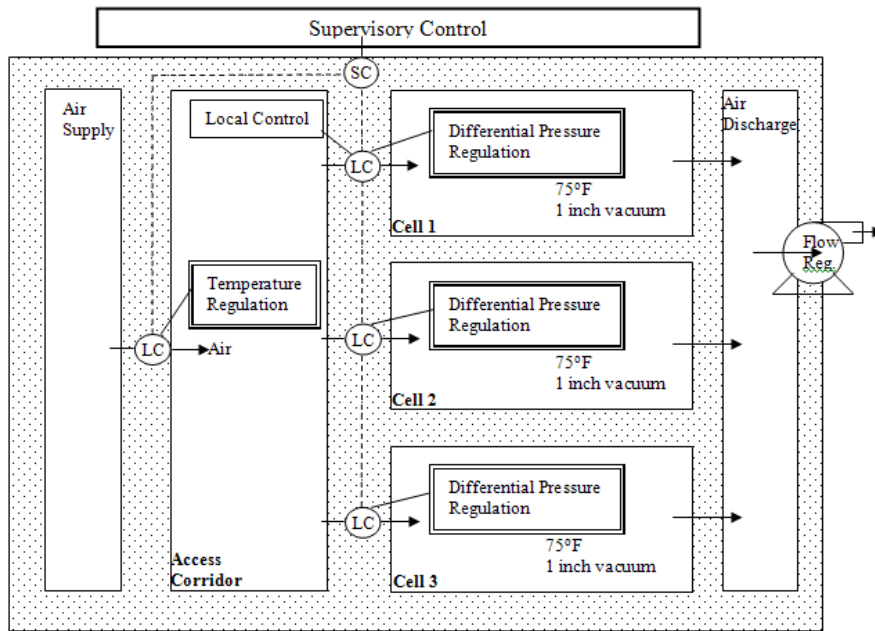 Supervisory Control
SC
Air
Supply
Local Control
LC
Differential Pressure
Regulation
75ºF
1 inch vacuum
Cell 1
Air
Discharge
Flow
Reg.
Temperature
Regulation
LC
Air
LC
Differential Pressure
Regulation
75ºF
1 inch vacuum
Cell 2
LC
Differential Pressure
Regulation
75ºF
1 inch vacuum
Cell 3
Access
Corridor